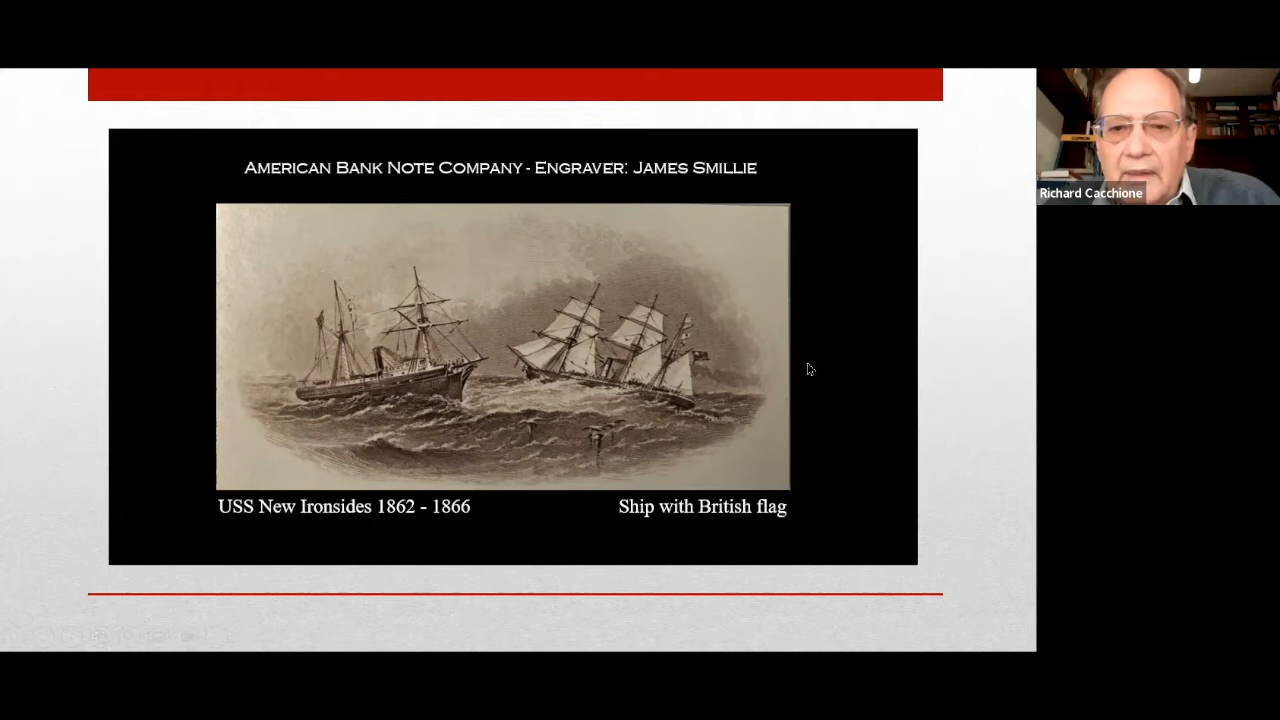 AMERICAN BANK NOTE COMPANY - ENGRAVER: JAMES SMILLIE
Richard Cacchione
USS New Ironsides 1862 - 1866
Ship with British flag